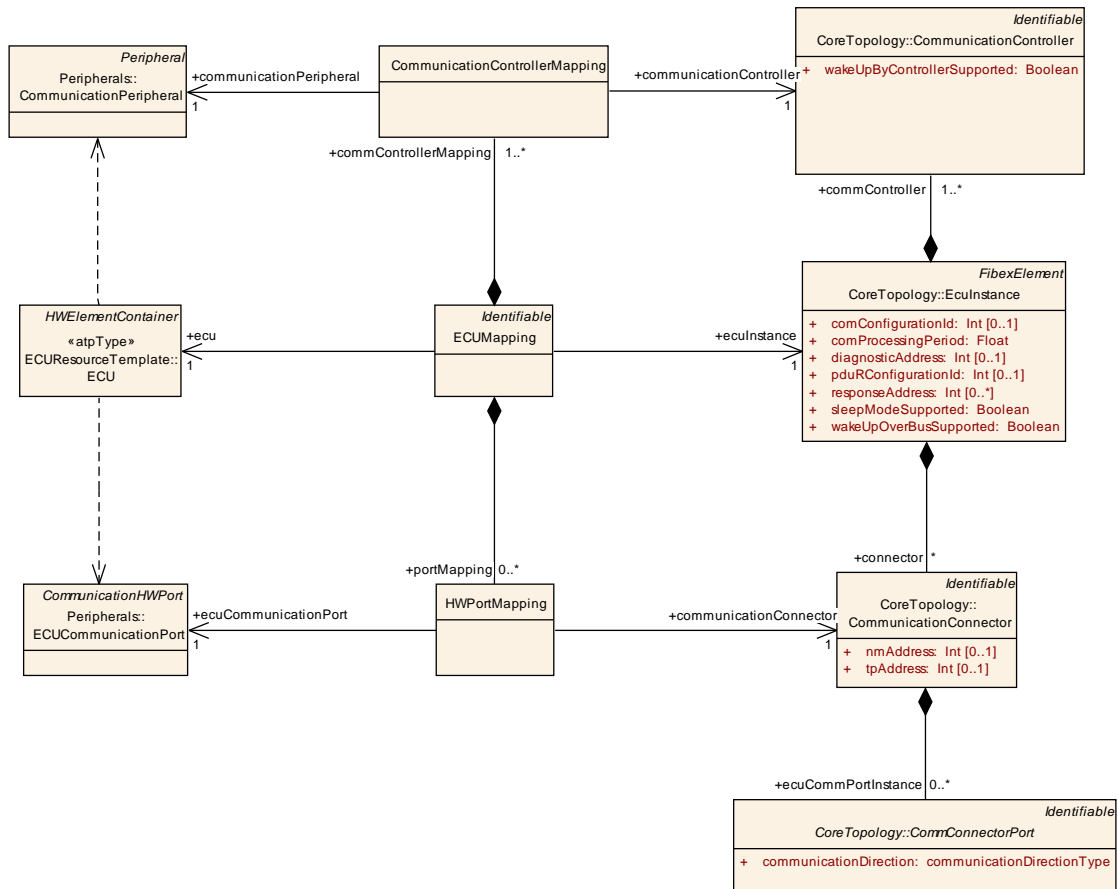 Identifiable
CoreTopology::CommunicationController
+ wakeUpByControllerSupported: Boolean
Peripheral
Peripherals::
CommunicationPeripheral
CommunicationControllerMapping
+communicationPeripheral
1
+communicationController
1
+commControllerMapping 1..*
+commController 1..*
FibexElement
CoreTopology::EcuInstance
+ comConfigurationId: Int [0..1]
+ comProcessingPeriod: Float
+ diagnosticAddress: Int [0..1]
+ pduRConfigurationId: Int [0..1]
+ responseAddress: Int [0..*]
+ sleepModeSupported: Boolean
+ wakeUpOverBusSupported: Boolean
HWElementContainer
«atpType»
ECUResourceTemplate::
ECU
+ecu
1
Identifiable
ECUMapping
+ecuInstance
1
+portMapping 0..*
+connector *
CommunicationHWPort
Peripherals::
ECUCommunicationPort
+ecuCommunicationPort
1
HWPortMapping
+communicationConnector
1
Identifiable
CoreTopology::
CommunicationConnector
+ nmAddress: Int [0..1]
+ tpAddress: Int [0..1]
+ecuCommPortInstance 0..*
Identifiable
CoreTopology::CommConnectorPort
+ communicationDirection: communicationDirectionType